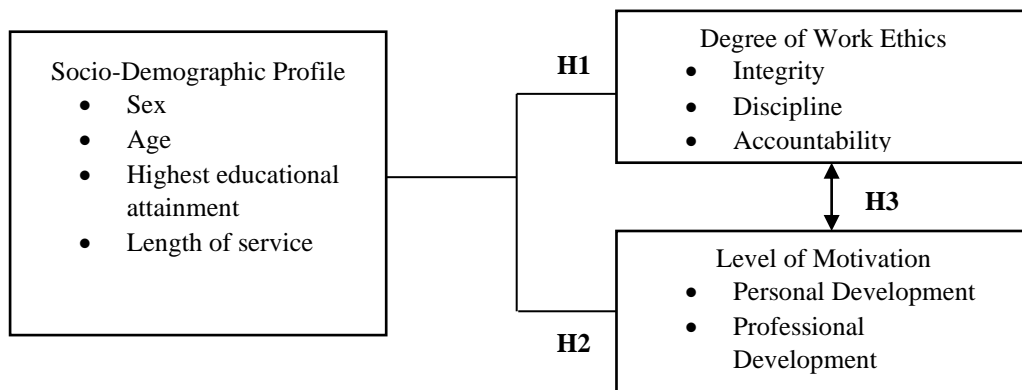 Socio-Demographic Profile
• Sex
• Age
• Highest educational
attainment
• Length of service
H1
Degree of Work Ethics
• Integrity
• Discipline
• Accountability
H3
H2
Level of Motivation
• Personal Development
• Professional
Development